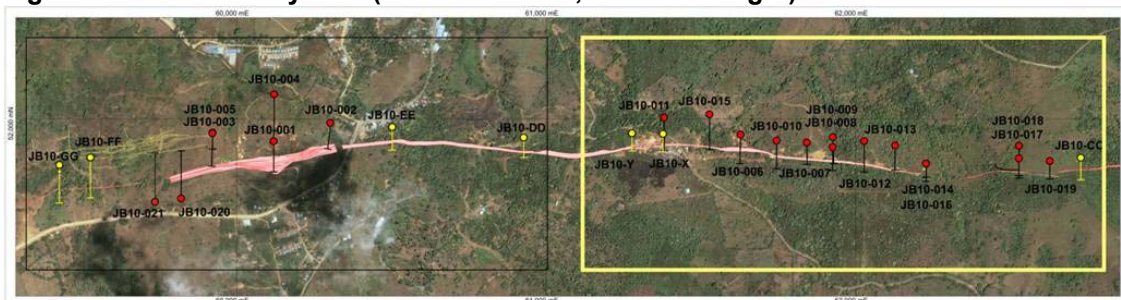 60,000 mE
61,000 mE
62,000 mE
52,000 mN
JB10-004
JB10-005
JB10-003
JB10-002
JB10-EE
JB10-001
JB10-DD
JB10-FF
JB10-GG
JB10-021
JB10-020
JB10-011
JB10-015
JB10-009
JB10-008
JB10-010
JB10-013
JB10-018
JB10-017
JB10-CC
JB10-Y
JB10-X
JB10-006
JB10-007
JB10-012
JB10-014
JB10-016
JB10-019